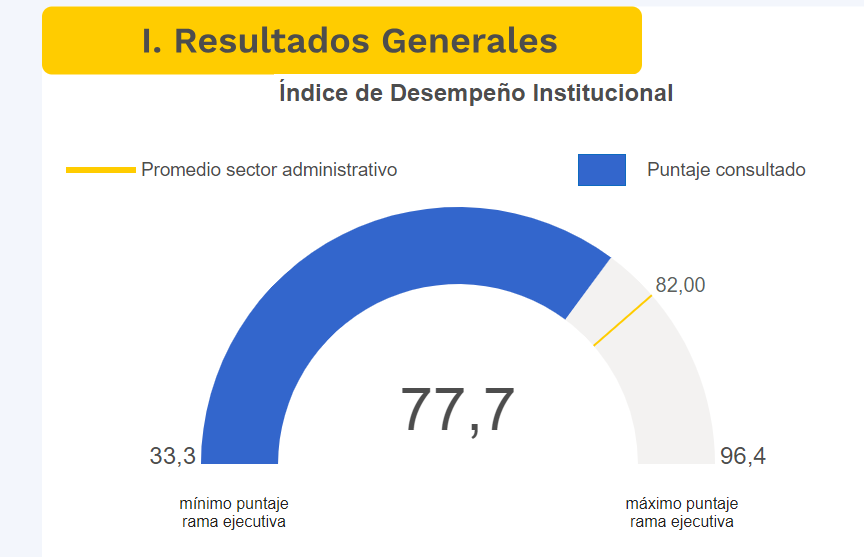 I. Resultados Generales
Índice de Desempeño Institucional
Promedio sector administrativo
Puntaje consultado
82,00
77,7
33,3
96,4
mínimo puntaje
rama ejecutiva
máximo puntaje
rama ejecutiva